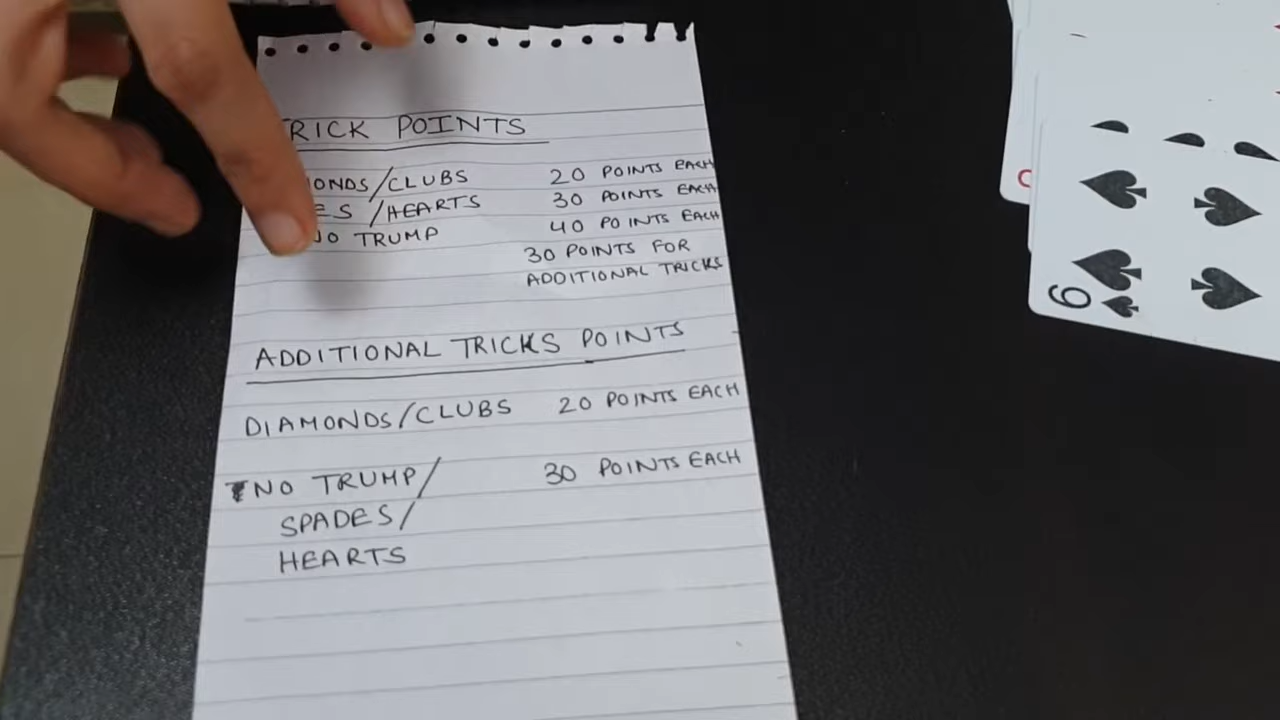 RICK POINTS
ONDS/CLUBS 20 POINTS EACH
ES/HEARTS 30 POINTS EACH
NO TRUMP 40 POINTS EACH
30 POINTS FOR
ADDITIONAL TRICKS
ADDITIONAL TRICKS POINTS
DIAMONDS/CLUBS 20 POINTS EACH
NO TRUMP/ 30 POINTS EACH
SPADES/
HEARTS
9